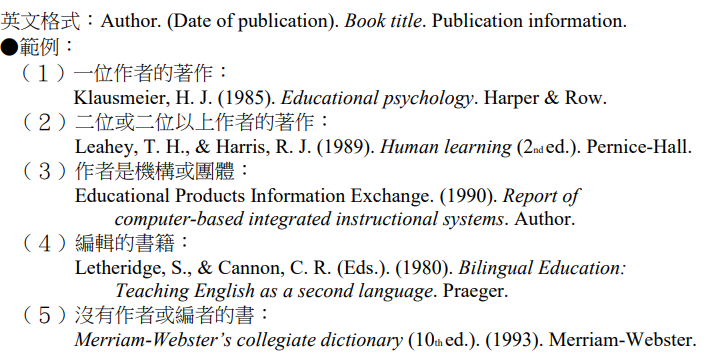 英文格式：Author. (Date of publication). Book title. Publication information.
●範例：
（１）一位作者的著作：
Klausmeier, H. J. (1985). Educational psychology. Harper & Row.
（２）二位或二位以上作者的著作：
Leahey, T. H., & Harris, R. J. (1989). Human learning (2nd ed.). Pernice-Hall.
（３）作者是機構或團體：
Educational Products Information Exchange. (1990). Report of
computer-based integrated instructional systems. Author.
（４）編輯的書籍：
Letheridge, S., & Cannon, C. R. (Eds.). (1980). Bilingual Education:
Teaching English as a second language. Praeger.
（５）沒有作者或編者的書：
Merriam-Webster’s collegiate dictionary (10th ed.). (1993). Merriam-Webster.